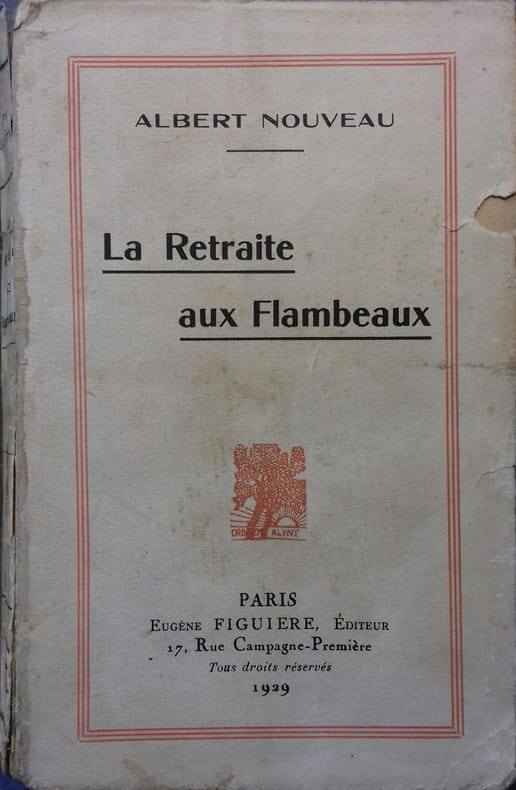 ALBERT NOUVEAU
La Retraite
aux Flambeaux
PARIS
EUGÈNE FIGUIERE, ÉDITEUR
17, RUE CAMPAGNE-PREMIÈRE
Tous droits réservés
1929